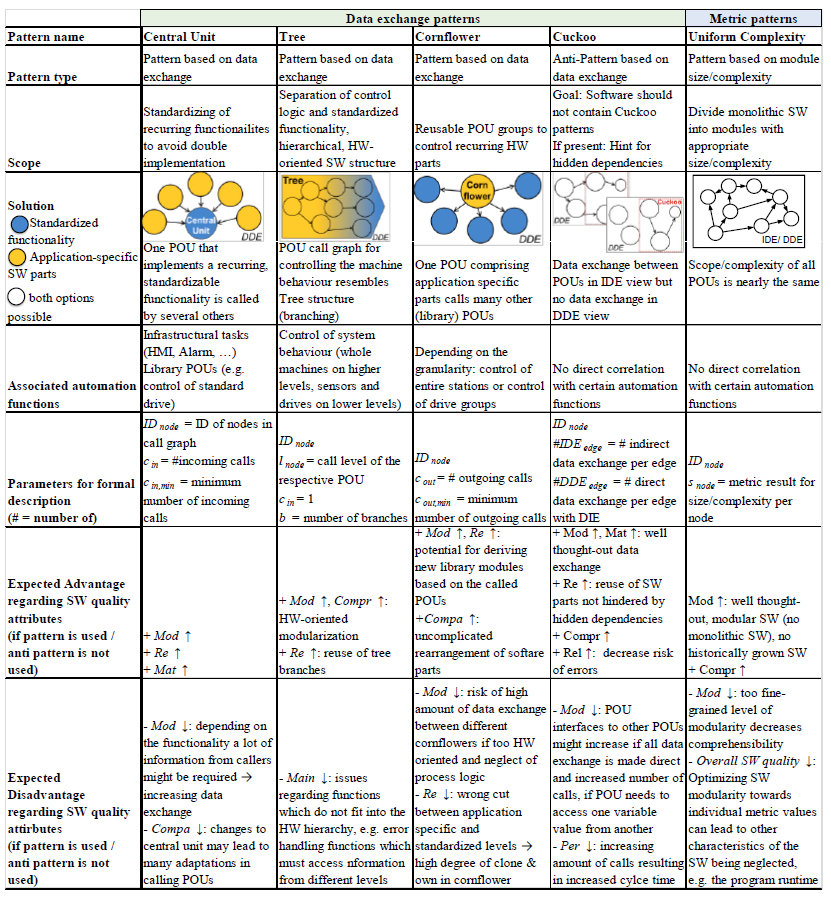 Data exchange patterns
Metric patterns
Pattern name
Central Unit
Tree
Cornflower
Cuckoo
Uniform Complexity
Pattern type
Pattern based on data
exchange
Pattern based on data
exchange
Pattern based on data
exchange
Anti-Pattern based on
data exchange
Pattern based on module
size/complexity
Scope
Standardizing of
recurring functionailites
to avoid double
implementation
Separation of control
logic and standardized
functionality,
hierarchical, HW-
oriented SW structure
Reusable POU groups to
control recurring HW
parts
Goal: Software should
not contain Cuckoo
patterns
If present: Hint for
hidden dependencies
Divide monolithic SW
into modules with
appropriate
size/complexity
Solution
Standardized
functionality
Application-specific
SW parts
both options
possible
Central
Unit
DDE
One POU that
implements a recurring,
standardizable
functionality is called
by several others
Tree
DDE
POU call graph for
controlling the machine
behaviour resembles
Tree structure
(branching)
Corn
flower
DDE
One POU comprising
application specific
parts calls many other
(library) POUs
DDE
Cuckoo
DDE
Data exchange between
POUs in IDE view but
no data exchange in
DDE view
IDE/ DDE
Scope/complexity of all
POUs is nearly the same
Associated automation
functions
Infrastructural tasks
(HMI, Alarm, …)
Library POUs (e.g.
control of standard
drive)
Control of system
behaviour (whole
machines on higher
levels, sensors and
drives on lower levels)
Depending on the
granularity: control of
entire stations or control
of drive groups
No direct correlation
with certain automation
functions
No direct correlation
with certain automation
functions
Parameters for formal
description
(# = number of)
ID node = ID of nodes in
call graph
c in = #incoming calls
c in,min = minimum
number of incoming
calls
ID node
l node = call level of the
respective POU
c in = 1
b = number of branches
ID node
c out = # outgoing calls
c out,min = minimum
number of outgoing calls
ID node
#IDE edge = # indirect
data exchange per edge
#DDE edge = # direct
data exchange per edge
with DIE
ID node
s node = metric result for
size/complexity per
node
Expected Advantage
regarding SW quality
attributes
(if pattern is used /
anti pattern is not
used)
+ Mod ↑
+ Re ↑
+ Mat ↑
+ Mod ↑, Compr ↑:
HW-oriented
modularization
+ Re ↑: reuse of tree
branches
+ Mod ↑, Re ↑:
potential for deriving
new library modules
based on the called
POUs
+Compa ↑:
uncomplicated
rearrangement of softare
parts
+ Mod ↑, Mat ↑: well
thought-out data
exchange
+ Re ↑: reuse of SW
parts not hindered by
hidden dependencies
+ Compr ↑
+ Rel ↑: decrease risk
of errors
Mod ↑: well thought-
out, modular SW (no
monolithic SW), no
historically grown SW
+ Compr ↑
Expected
Disadvantage
regarding SW quality
attirbutes
(if pattern is used /
anti pattern is not
used)
- Mod ↓: depending on
the functionality a lot of
information from callers
might be required →
increasing data
exchange
- Compa ↓: changes to
central unit may lead to
many adaptations in
calling POUs
- Main ↓: issues
regarding functions
which do not fit into the
HW hierarchy, e.g. error
handling functions which
must access nformation
from different levels
- Mod ↓: risk of high
amount of data exchange
between different
cornflowers if too HW
oriented and neglect of
process logic
- Re ↓: wrong cut
between application
specific and
standardized levels →
high degree of clone &
own in cornflower
- Mod ↓: POU
interfaces to other POUs
might increase if all data
exchange is made direct
and increased number of
calls, if POU needs to
access one variable
value from another
- Per ↓: increasing
amount of calls resulting
in increased cylce time
- Mod ↓: too fine-
grained level of
modularity decreases
comprehensibility
- Overall SW quality ↓:
Optimizing SW
modularity towards
individual metric values
can lead to other
characteristics of the
SW being neglected,
e.g. the program runtime